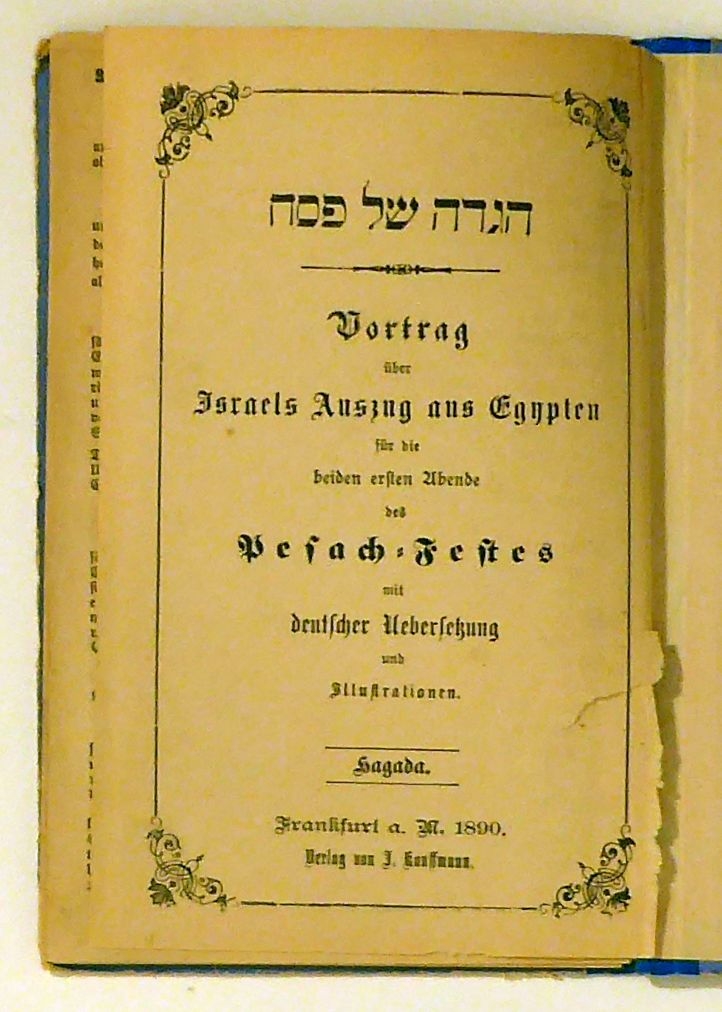 הגדה של פסח
Vortrag
über
Israels Auszug aus Egypten
für die
beiden ersten Abende
des
Pesach-Festes
mit
deutscher Uebersetzung
und
Illustrationen.
Hagada.
Frankfurt a. M. 1890.
Verlag von J. Kauffmann.